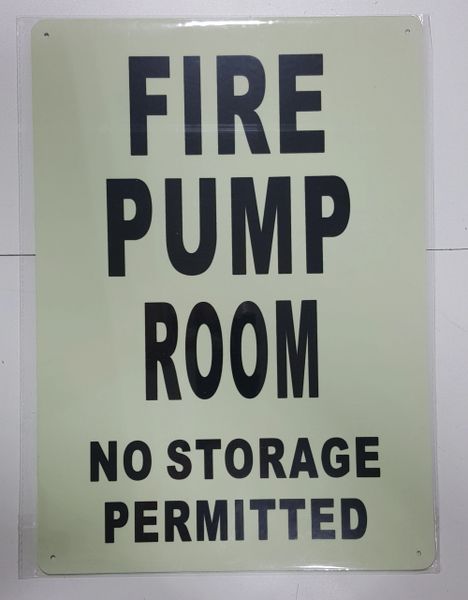 FIRE
PUMP
ROOM
NO STORAGE
PERMITTED